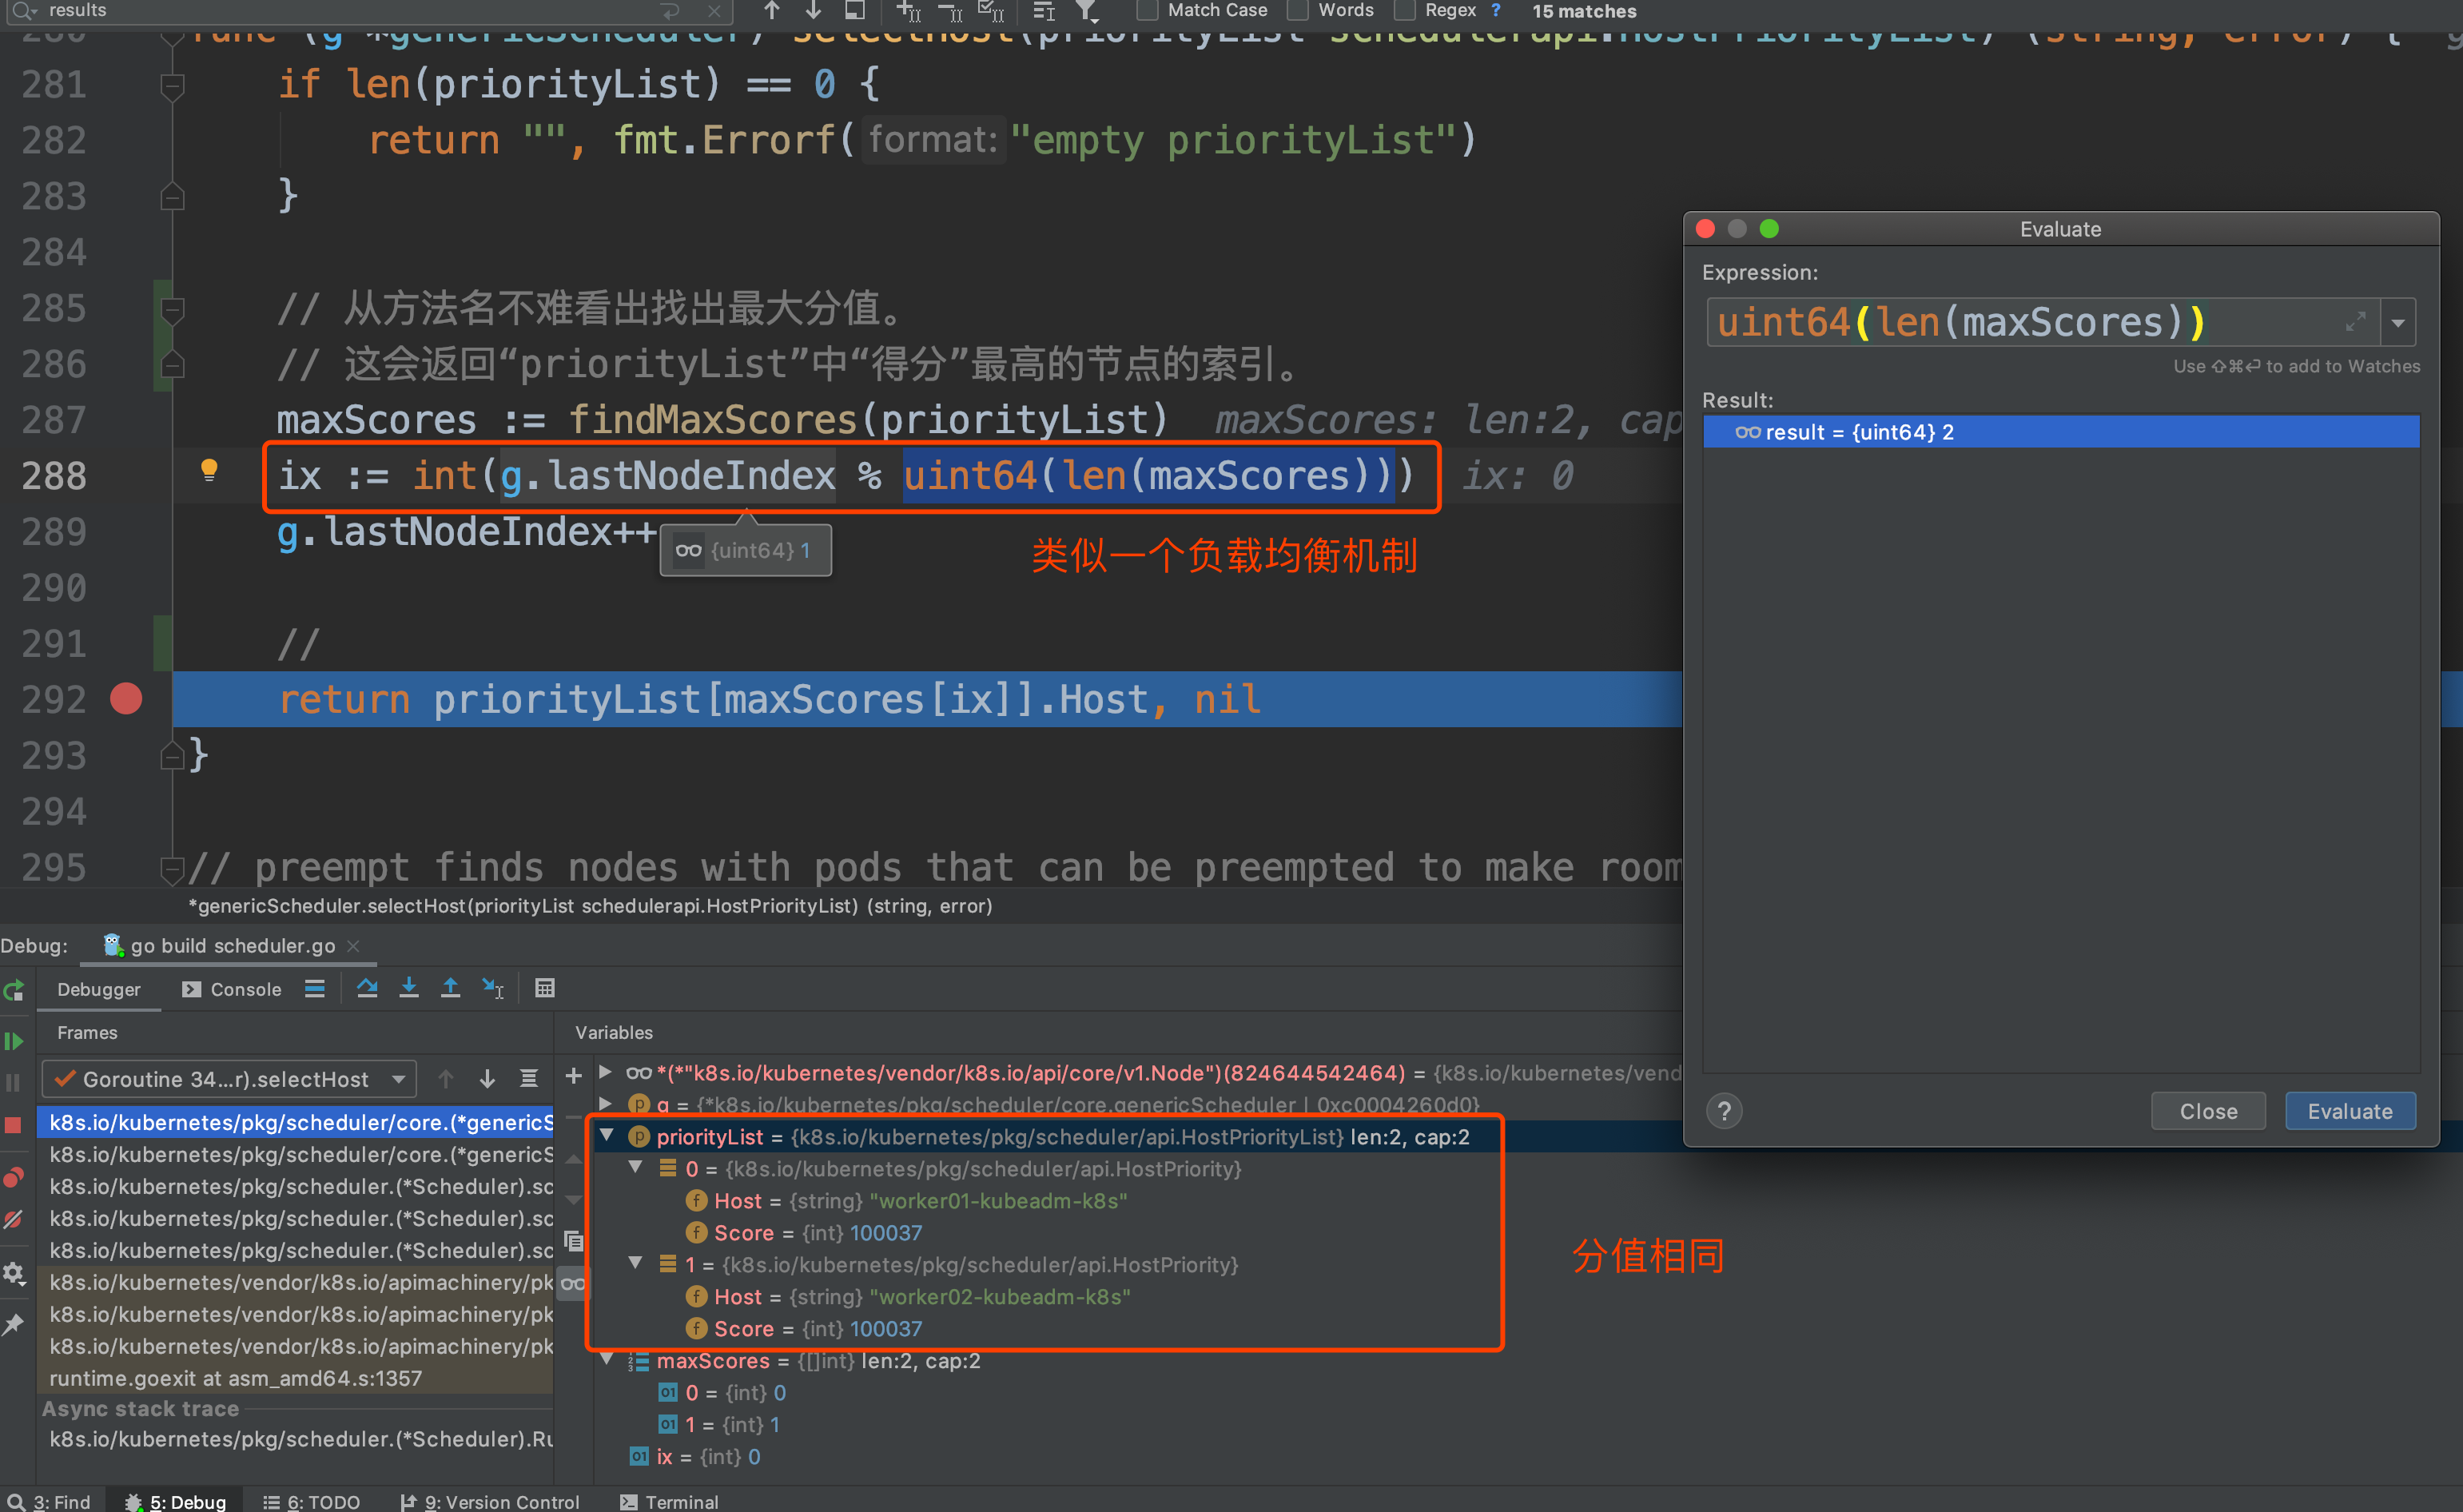 results
Match Case
Words
Regex
?
15 matches
280 func (g *genericScheduler) selectHost(priorityList schedulerapi.HostPriorityList) (string, error) {
281 if len(priorityList) == 0 {
282 return "", fmt.Errorf( format: "empty priorityList")
283 }
284
285 // 从方法名不难看出找出最大分值。
286 // 这会返回“priorityList”中“得分”最高的节点的索引。
287 maxScores := findMaxScores(priorityList) maxScores: len:2, cap
288 ix := int(g.lastNodeIndex % uint64(len(maxScores))) ix: 0
289 g.lastNodeIndex++
{uint64} 1
类似一个负载均衡机制
290
291 //
292 return priorityList[maxScores[ix]].Host, nil
293 }
294
295 // preempt finds nodes with pods that can be preempted to make room
*genericScheduler.selectHost(priorityList schedulerapi.HostPriorityList) (string, error)
Evaluate
Expression:
uint64(len(maxScores))
Use ⇧⌘⏎ to add to Watches
Result:
result = {uint64} 2
?
Close
Evaluate
Debug:
go build scheduler.go
Debugger
Console
Frames
Variables
Goroutine 34...r).selectHost
k8s.io/kubernetes/pkg/scheduler/core.(*genericS
k8s.io/kubernetes/pkg/scheduler/core.(*genericS
k8s.io/kubernetes/pkg/scheduler.(*Scheduler).sc
k8s.io/kubernetes/pkg/scheduler.(*Scheduler).sc
k8s.io/kubernetes/pkg/scheduler.(*Scheduler).sc
k8s.io/kubernetes/vendor/k8s.io/apimachinery/pk
k8s.io/kubernetes/vendor/k8s.io/apimachinery/pk
k8s.io/kubernetes/vendor/k8s.io/apimachinery/pk
runtime.goexit at asm_amd64.s:1357
Async stack trace
k8s.io/kubernetes/pkg/scheduler.(*Scheduler).Ru
*(*"k8s.io/kubernetes/vendor/k8s.io/api/core/v1.Node")(824644542464) = {k8s.io/kubernetes/vend
g = {*k8s.io/kubernetes/pkg/scheduler/core.genericScheduler | 0xc0004260d0}
priorityList = {k8s.io/kubernetes/pkg/scheduler/api.HostPriorityList} len:2, cap:2
0 = {k8s.io/kubernetes/pkg/scheduler/api.HostPriority}
Host = {string} "worker01-kubeadm-k8s"
Score = {int} 100037
1 = {k8s.io/kubernetes/pkg/scheduler/api.HostPriority}
Host = {string} "worker02-kubeadm-k8s"
Score = {int} 100037
分值相同
maxScores = {[]int} len:2, cap:2
0 = {int} 0
1 = {int} 1
ix = {int} 0
3: Find
5: Debug
6: TODO
9: Version Control
Terminal